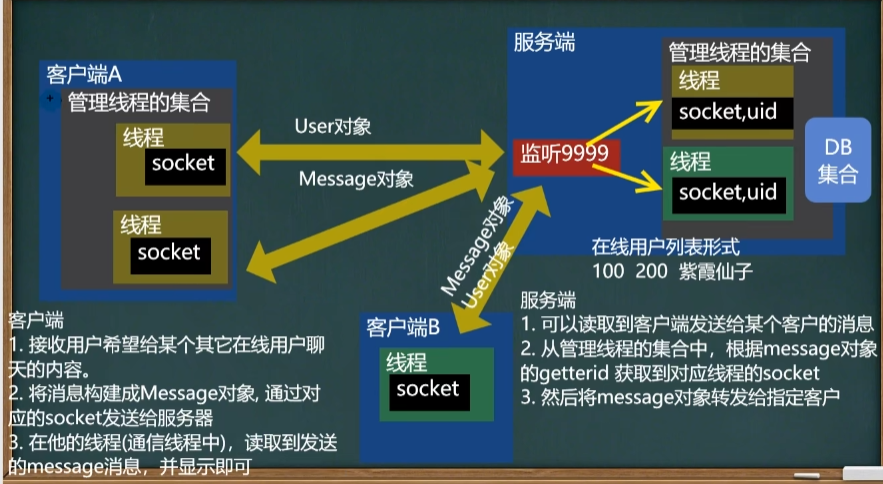 客户端A
管理线程的集合
线程
socket
线程
socket
User对象
Message对象
Message对象
User对象
服务端
监听9999
管理线程的集合
线程
socket,uid
线程
socket,uid
DB
集合
在线用户列表形式
100 200 紫霞仙子
客户端B
线程
socket
客户端
1. 接收用户希望给某个其它在线用户聊
天的内容。
2. 将消息构建成Message对象, 通过对
应的socket发送给服务器
3. 在他的线程(通信线程中)，读取到发送
的message消息，并显示即可
服务端
1. 可以读取到客户端发送给某个客户的消息
2. 从管理线程的集合中，根据message对象
的getterid 获取到对应线程的socket
3. 然后将message对象转发给指定客户